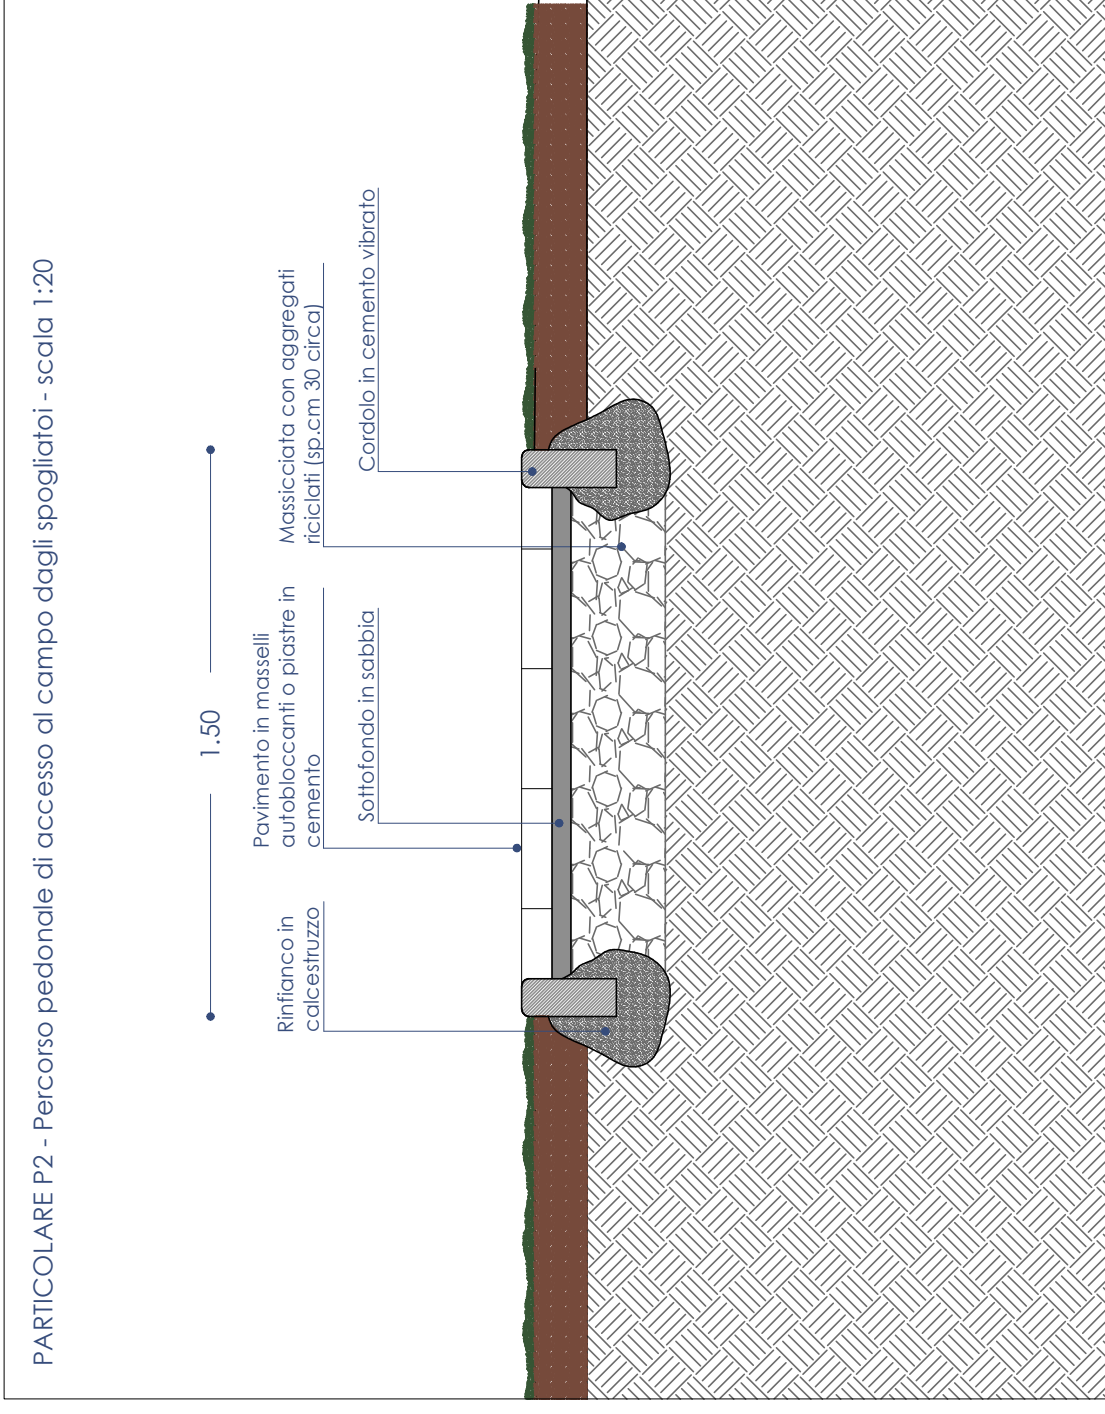 PARTICOLARE P2 - Percorso pedonale di accesso al campo dagli spogliatoi - scala 1:20
1.50
Rinfianco in
calcestruzzo
Pavimento in masselli
autobloccanti o piastre in
cemento
Sottofondo in sabbia
Massicciata con aggregati
riciclati (sp.cm 30 circa)
Cordolo in cemento vibrato